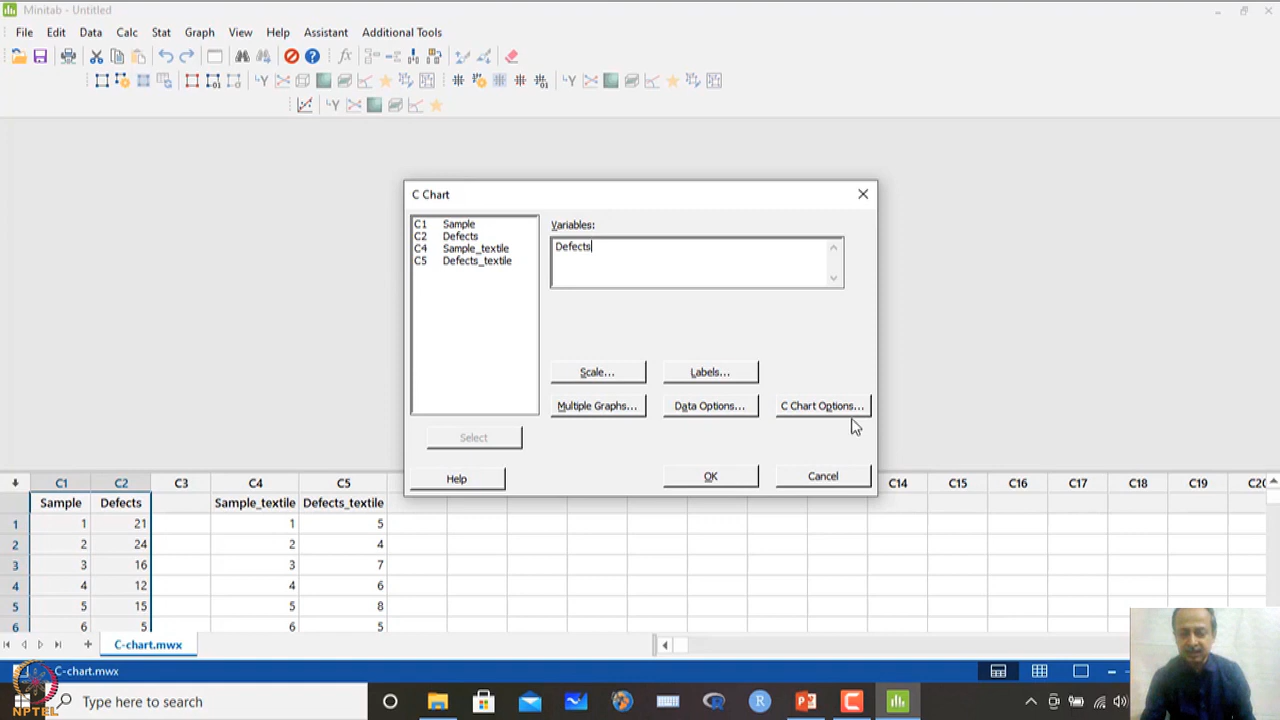 Minitab - Untitled
File Edit Data Calc Stat Graph View Help Assistant Additional Tools
C Chart
C1 Sample
C2 Defects
C4 Sample_textile
C5 Defects_textile
Variables:
Defects
Scale...
Labels...
Multiple Graphs...
Data Options...
C Chart Options...
Select
Help
OK
Cancel
C1 C2 C3 C4 C5 C14 C15 C16 C17 C18 C19 C20
Sample Defects Sample_textile Defects_textile
1 1 21 1 5
2 2 24 2 4
3 3 16 3 7
4 4 12 4 6
5 5 15 5 8
6 6 5 6 5
C-chart.mwx
C-chart.mwx
Type here to search
NPTEL